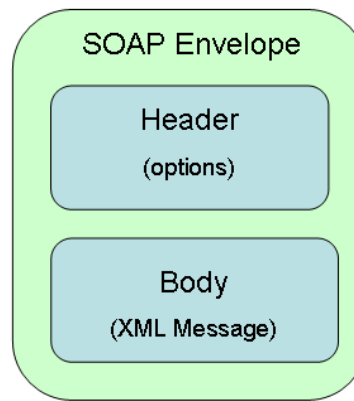 SOAP Envelope
Header
(options)
Body
(XML Message)